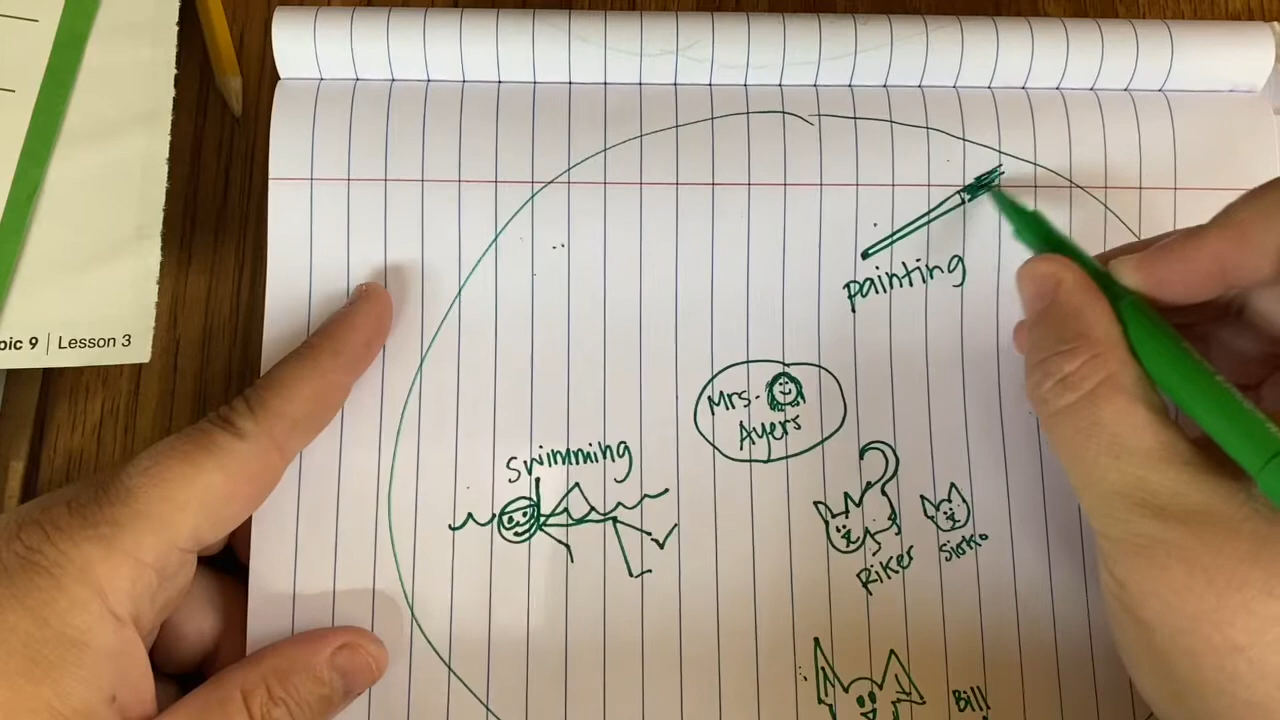 painting
Mrs.
Ayers
swimming
Riker
Sisko
Bill
pic 9 | Lesson 3